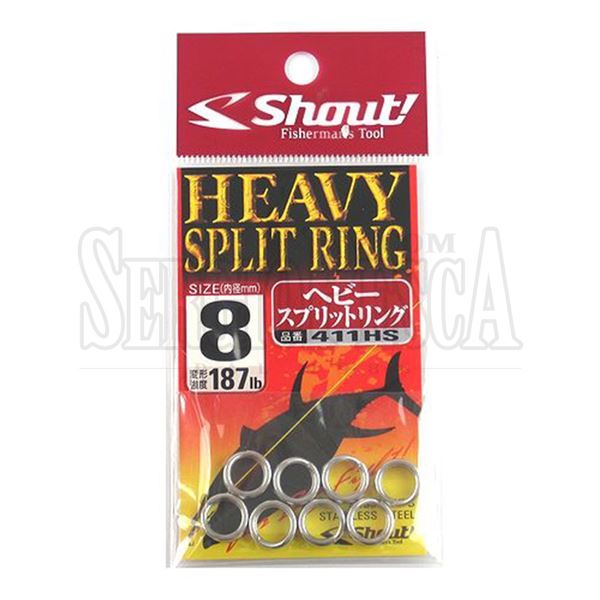 Shout!
Fisherman's Tool
HEAVY
SPLIT RING
SIZE(内径mm)
8
変形
強度 187lb
ヘビー
スプリットリング
品番 411HS
STAINLESS STEEL
Shout!